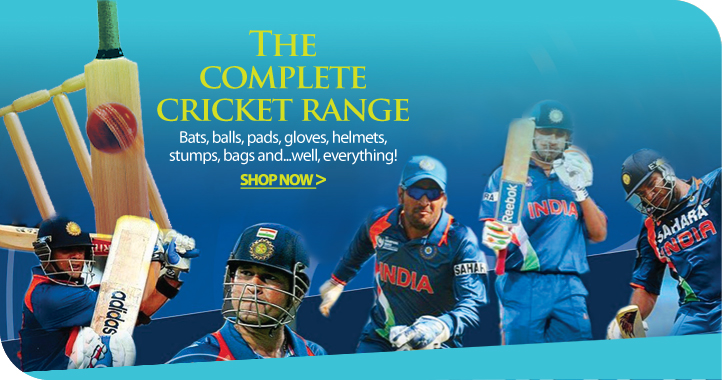 THE
COMPLETE
CRICKET RANGE
Bats, balls, pads, gloves, helmets,
stumps, bags and...well, everything!
SHOP NOW >
adidas
INDIA
SAHAR
Reebok
INDIA
SAHARA
INDIA